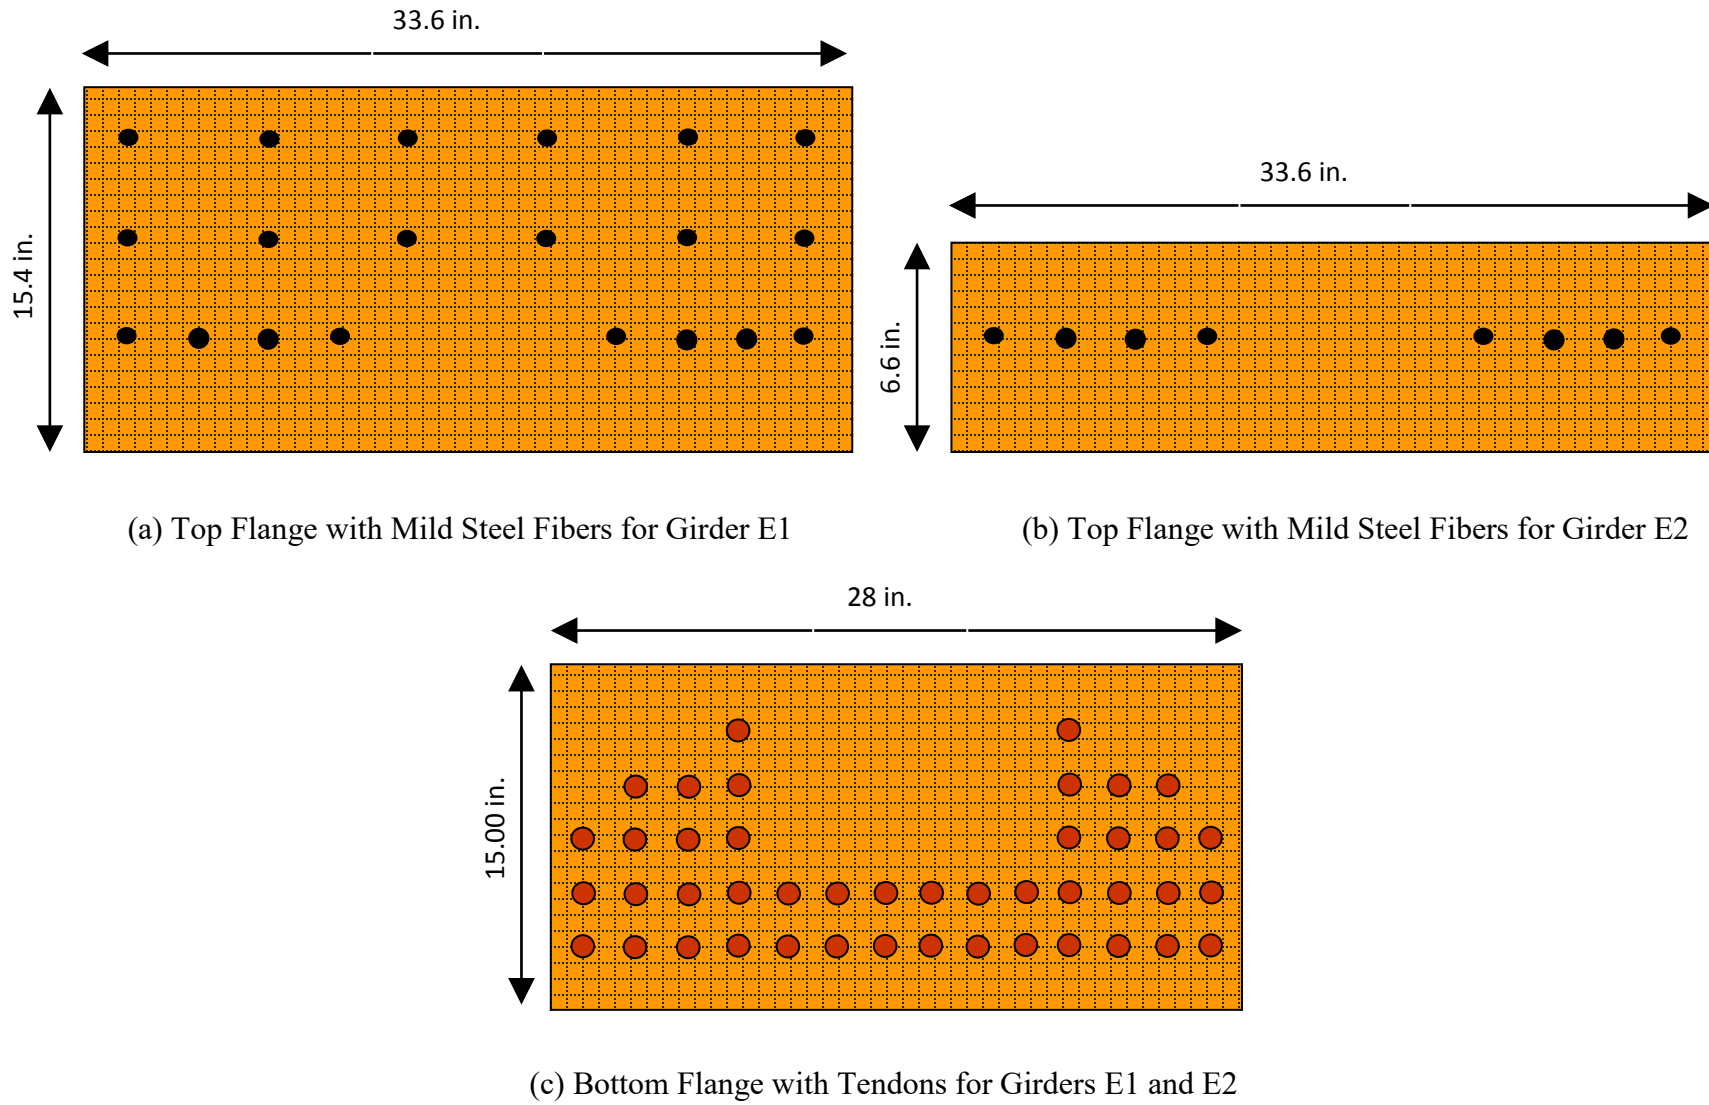 33.6 in.
15.4 in.
33.6 in.
6.6 in.
(a) Top Flange with Mild Steel Fibers for Girder E1
(b) Top Flange with Mild Steel Fibers for Girder E2
28 in.
15.00 in.
(c) Bottom Flange with Tendons for Girders E1 and E2